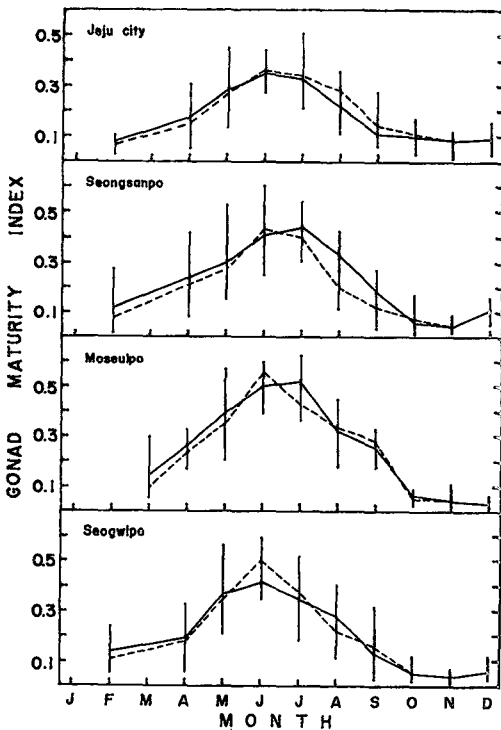 GONAD MATURITY INDEX
Jeju city
0.5
0.3
0.1
Seongsanpo
0.5
0.3
0.1
Moseulpo
0.5
0.3
0.1
Seogwipo
0.5
0.3
0.1
J F M A M J J A S O N D
MONTH